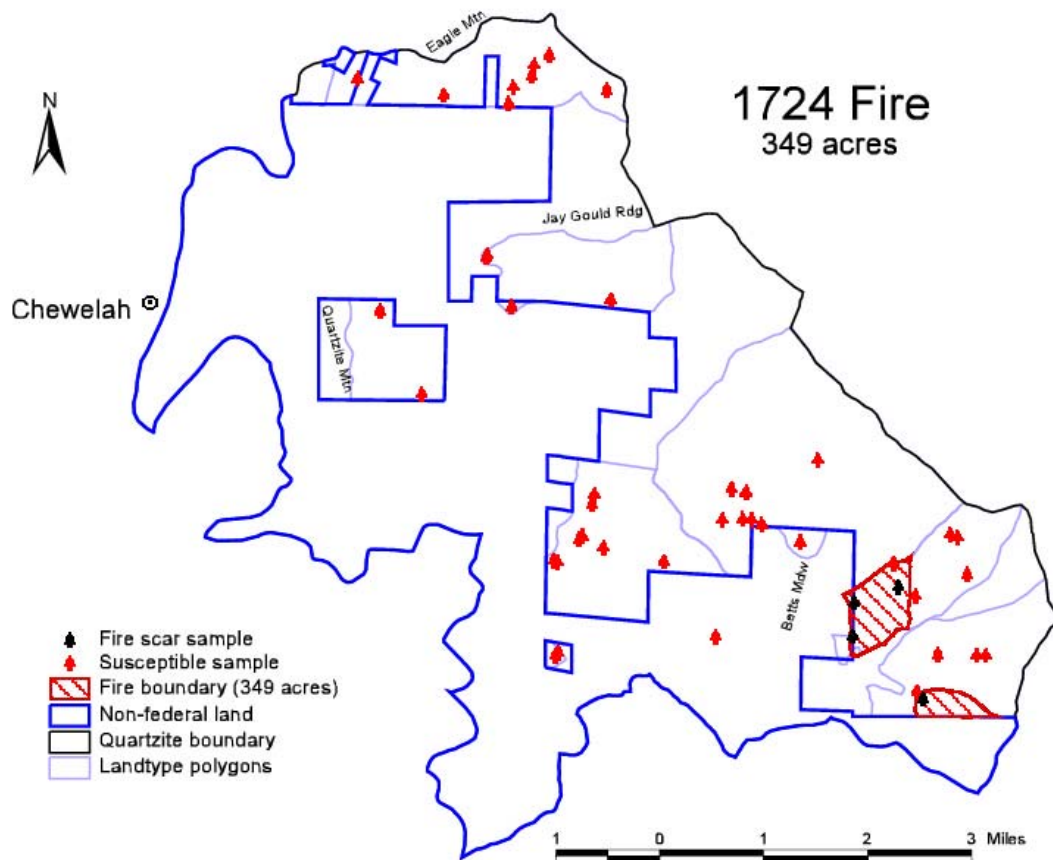 Eagle Mtn
N
1724 Fire
349 acres
Jay Gould Rdg
Chewelah
Quartzite Mtn
Betts Mdw
Fire scar sample
Susceptible sample
Fire boundary (349 acres)
Non-federal land
Quartzite boundary
Landtype polygons
1 0 1 2 3 Miles